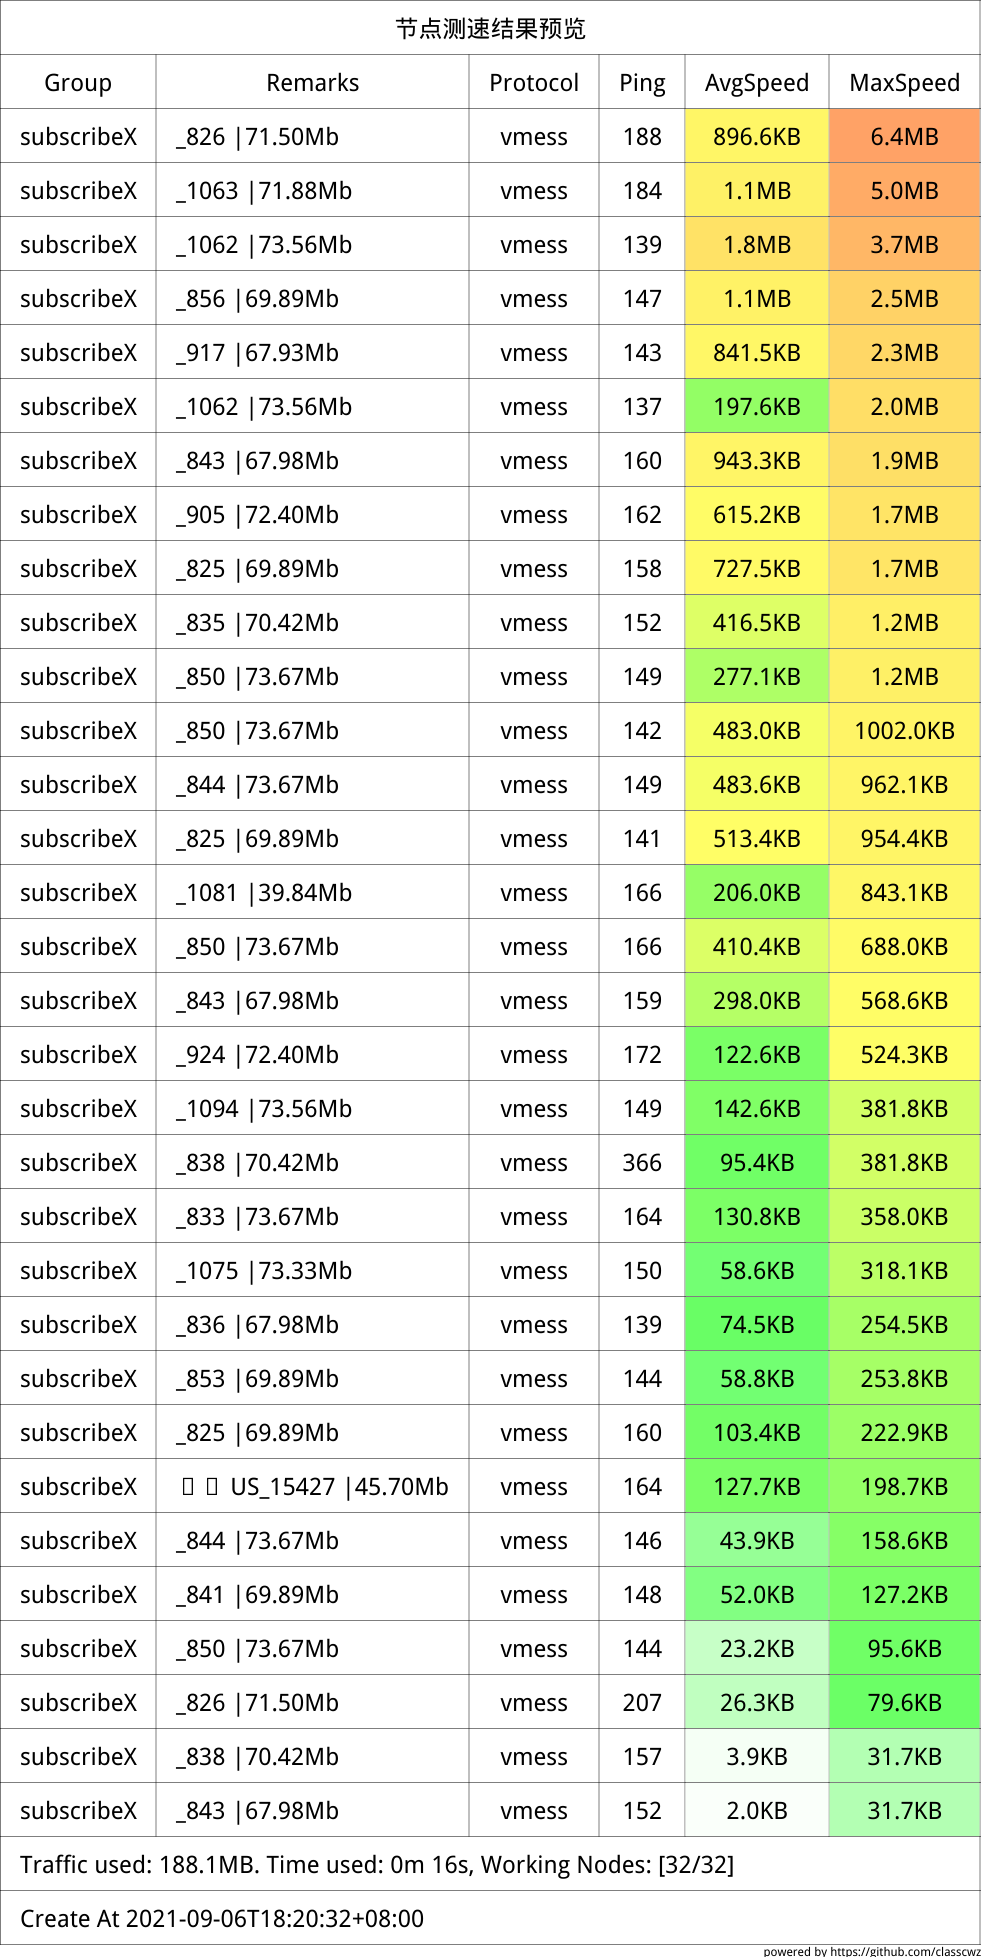 节点测速结果预览
Group Remarks Protocol Ping AvgSpeed MaxSpeed
subscribeX _826 |71.50Mb vmess 188 896.6KB 6.4MB
subscribeX _1063 |71.88Mb vmess 184 1.1MB 5.0MB
subscribeX _1062 |73.56Mb vmess 139 1.8MB 3.7MB
subscribeX _856 |69.89Mb vmess 147 1.1MB 2.5MB
subscribeX _917 |67.93Mb vmess 143 841.5KB 2.3MB
subscribeX _1062 |73.56Mb vmess 137 197.6KB 2.0MB
subscribeX _843 |67.98Mb vmess 160 943.3KB 1.9MB
subscribeX _905 |72.40Mb vmess 162 615.2KB 1.7MB
subscribeX _825 |69.89Mb vmess 158 727.5KB 1.7MB
subscribeX _835 |70.42Mb vmess 152 416.5KB 1.2MB
subscribeX _850 |73.67Mb vmess 149 277.1KB 1.2MB
subscribeX _850 |73.67Mb vmess 142 483.0KB 1002.0KB
subscribeX _844 |73.67Mb vmess 149 483.6KB 962.1KB
subscribeX _825 |69.89Mb vmess 141 513.4KB 954.4KB
subscribeX _1081 |39.84Mb vmess 166 206.0KB 843.1KB
subscribeX _850 |73.67Mb vmess 166 410.4KB 688.0KB
subscribeX _843 |67.98Mb vmess 159 298.0KB 568.6KB
subscribeX _924 |72.40Mb vmess 172 122.6KB 524.3KB
subscribeX _1094 |73.56Mb vmess 149 142.6KB 381.8KB
subscribeX _838 |70.42Mb vmess 366 95.4KB 381.8KB
subscribeX _833 |73.67Mb vmess 164 130.8KB 358.0KB
subscribeX _1075 |73.33Mb vmess 150 58.6KB 318.1KB
subscribeX _836 |67.98Mb vmess 139 74.5KB 254.5KB
subscribeX _853 |69.89Mb vmess 144 58.8KB 253.8KB
subscribeX _825 |69.89Mb vmess 160 103.4KB 222.9KB
subscribeX US_15427 |45.70Mb vmess 164 127.7KB 198.7KB
subscribeX _844 |73.67Mb vmess 146 43.9KB 158.6KB
subscribeX _841 |69.89Mb vmess 148 52.0KB 127.2KB
subscribeX _850 |73.67Mb vmess 144 23.2KB 95.6KB
subscribeX _826 |71.50Mb vmess 207 26.3KB 79.6KB
subscribeX _838 |70.42Mb vmess 157 3.9KB 31.7KB
subscribeX _843 |67.98Mb vmess 152 2.0KB 31.7KB
Traffic used: 188.1MB. Time used: 0m 16s, Working Nodes: [32/32]
Create At 2021-09-06T18:20:32+08:00
powered by https://github.com/classcwz